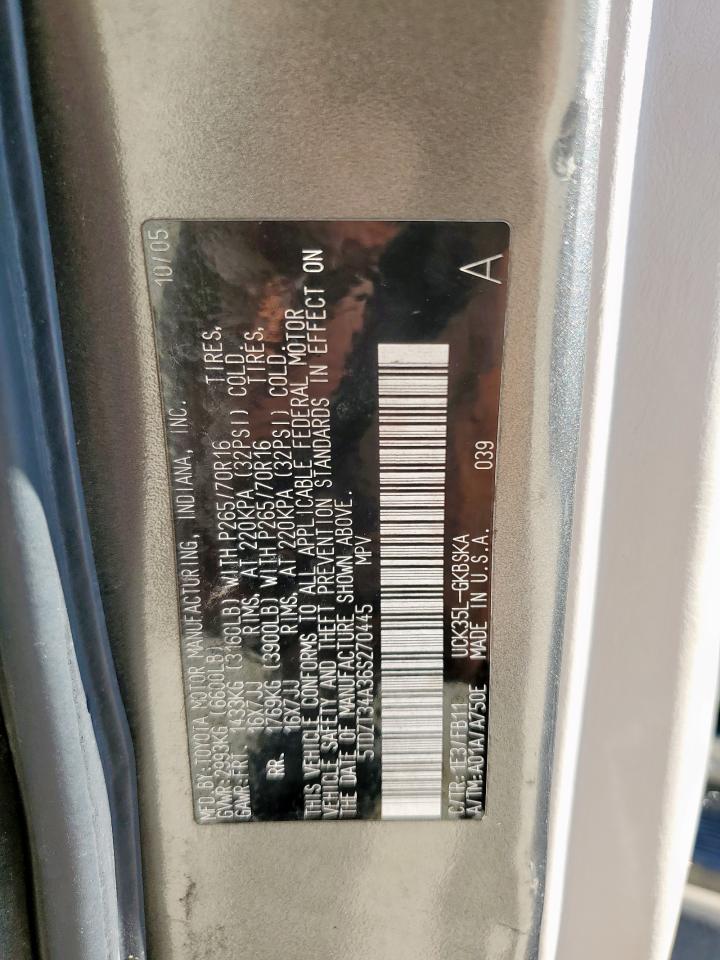 MFD.BY:TOYOTA MOTOR MANUFACTURING, INDIANA, INC. 10/05
GVWR:2993KG (6600LB)
GAWR:FRT. 1433KG (3160LB) WITH P265/70R16 TIRES,
16X7JJ RIMS, AT 220KPA (32PSI) COLD.
RR. 1769KG (3900LB) WITH P265/70R16 TIRES,
16X7JJ RIMS, AT 220KPA (32PSI) COLD.
THIS VEHICLE CONFORMS TO ALL APPLICABLE FEDERAL MOTOR
VEHICLE SAFETY AND THEFT PREVENTION STANDARDS IN EFFECT ON
THE DATE OF MANUFACTURE SHOWN ABOVE.
5TDZT34A36S270445 MPV
C/TR:1E3/FB11 UCK35L-GKBSKA 039
A/TM:A01A/A750E MADE IN U.S.A. A